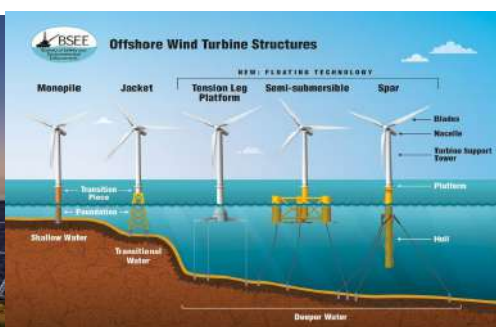 BSEE
Offshore Wind Turbine Structures
NEW: FLOATING TECHNOLOGY
Monopile
Jacket
Tension Leg
Platform
Semi-submersible
Spar
Blades
Nacelle
Turbine Support
Tower
Transition
Piece
Platform
Foundation
Hull
Shallow Water
Transitional
Water
Deeper Water